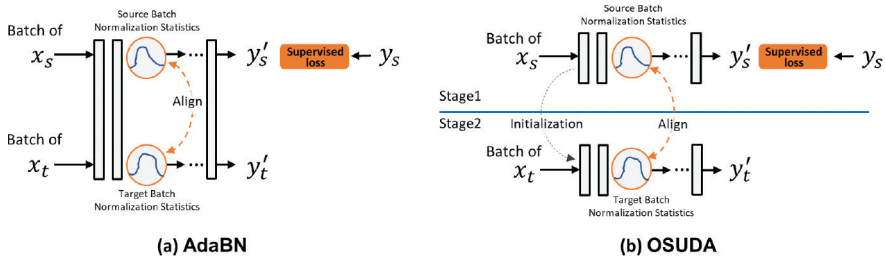 Source Batch
Normalization Statistics
Batch of
x_s
y'_s
Supervised
loss
y_s
Align
Batch of
x_t
y'_t
Target Batch
Normalization Statistics
(a) AdaBN
Source Batch
Normalization Statistics
Batch of
x_s
y'_s
Supervised
loss
y_s
Stage1
Stage2
Initialization
Align
Batch of
x_t
y'_t
Target Batch
Normalization Statistics
(b) OSUDA